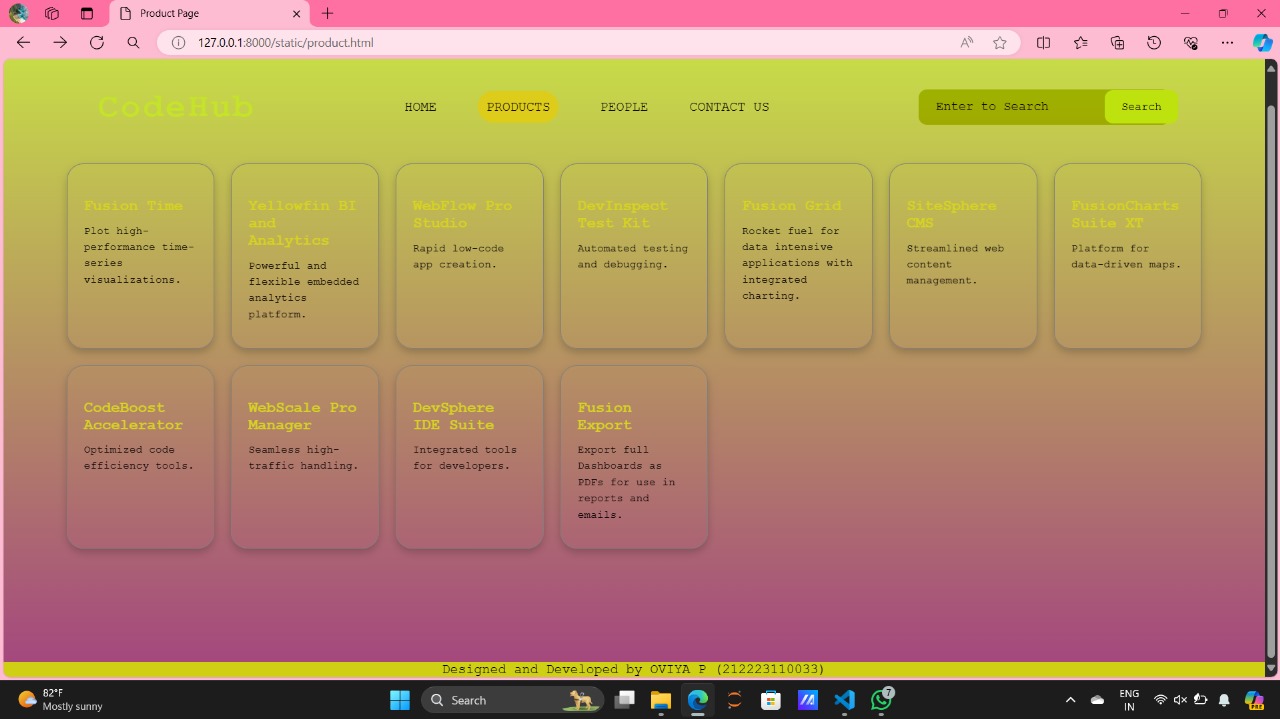 Product Page
127.0.0.1:8000/static/product.html
CodeHub
HOME
PRODUCTS
PEOPLE
CONTACT US
Enter to Search
Search
Fusion Time
Plot high-
performance time-
series
visualizations.
Yellowfin BI
and
Analytics
Powerful and
flexible embedded
analytics
platform.
WebFlow Pro
Studio
Rapid low-code
app creation.
DevInspect
Test Kit
Automated testing
and debugging.
Fusion Grid
Rocket fuel for
data intensive
applications with
integrated
charting.
SiteSphere
CMS
Streamlined web
content
management.
FusionCharts
Suite XT
Platform for
data-driven maps.
CodeBoost
Accelerator
Optimized code
efficiency tools.
WebScale Pro
Manager
Seamless high-
traffic handling.
DevSphere
IDE Suite
Integrated tools
for developers.
Fusion
Export
Export full
Dashboards as
PDFs for use in
reports and
emails.
Designed and Developed by OVIYA P (212223110033)
82°F
Mostly sunny
Search
7
ENG
IN
PRE